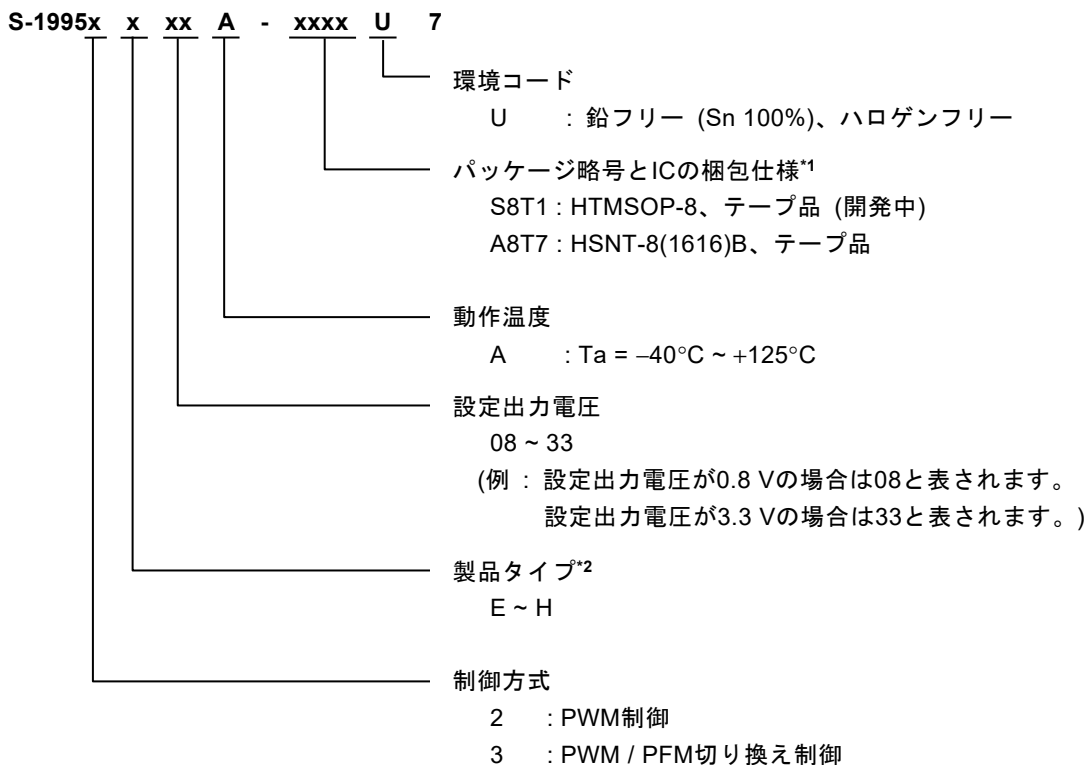 S-1995x x xx A - xxxx U 7
環境コード
U : 鉛フリー (Sn 100%)、ハロゲンフリー
パッケージ略号とICの梱包仕様*1
S8T1 : HTMSOP-8、テープ品 (開発中)
A8T7 : HSNT-8(1616)B、テープ品
動作温度
A : Ta = −40°C ~ +125°C
設定出力電圧
08 ~ 33
(例 : 設定出力電圧が0.8 Vの場合は08と表されます。
設定出力電圧が3.3 Vの場合は33と表されます。)
製品タイプ*2
E ~ H
制御方式
2 : PWM制御
3 : PWM / PFM切り換え制御